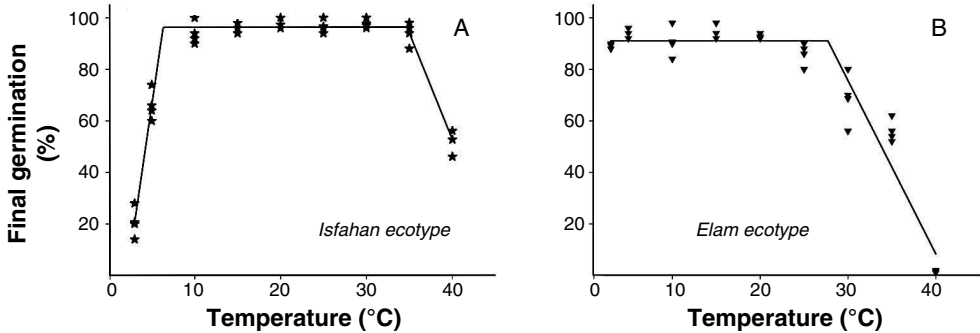 Final germination
(%)
100
80
60
40
20
A
Isfahan ecotype
0 10 20 30 40
Temperature (°C)
100
80
60
40
20
B
Elam ecotype
0 10 20 30 40
Temperature (°C)